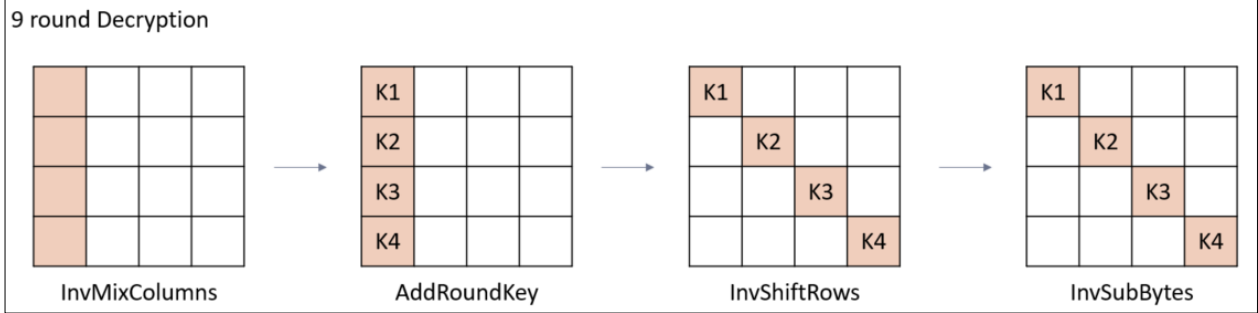 9 round Decryption
K1
K2
K3
K4
K1
K2
K3
K4
K1
K2
K3
K4
InvMixColumns
AddRoundKey
InvShiftRows
InvSubBytes